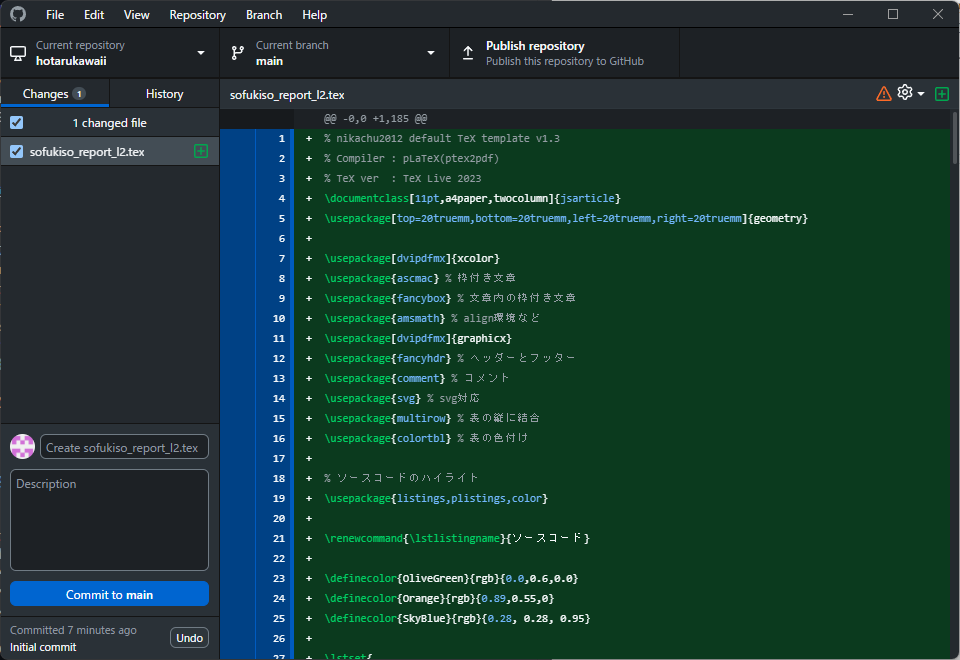 File Edit View Repository Branch Help
Current repository
hotarukawaii
Current branch
main
Publish repository
Publish this repository to GitHub
Changes 1
History
1 changed file
sofukiso_report_l2.tex
Create sofukiso_report_l2.tex
Description
Commit to main
Committed 7 minutes ago
Initial commit
Undo
sofukiso_report_l2.tex
@@ -0,0 +1,185 @@
1 + % nikachu2012 default TeX template v1.3
2 + % Compiler : pLaTeX(ptex2pdf)
3 + % TeX ver : TeX Live 2023
4 + \documentclass[11pt,a4paper,twocolumn]{jsarticle}
5 + \usepackage[top=20truemm,bottom=20truemm,left=20truemm,right=20truemm]{geometry}
6 +
7 + \usepackage[dvipdfmx]{xcolor}
8 + \usepackage{ascmac} % 枠付き文章
9 + \usepackage{fancybox} % 文章内の枠付き文章
10 + \usepackage{amsmath} % align環境など
11 + \usepackage[dvipdfmx]{graphicx}
12 + \usepackage{fancyhdr} % ヘッダーとフッター
13 + \usepackage{comment} % コメント
14 + \usepackage{svg} % svg対応
15 + \usepackage{multirow} % 表の縦に結合
16 + \usepackage{colortbl} % 表の色付け
17 +
18 + % ソースコードのハイライト
19 + \usepackage{listings,plistings,color}
20 +
21 + \renewcommand{\lstlistingname}{ソースコード}
22 +
23 + \definecolor{OliveGreen}{rgb}{0.0,0.6,0.0}
24 + \definecolor{Orange}{rgb}{0.89,0.55,0}
25 + \definecolor{SkyBlue}{rgb}{0.28, 0.28, 0.95}
26 +
27 + \lstset{